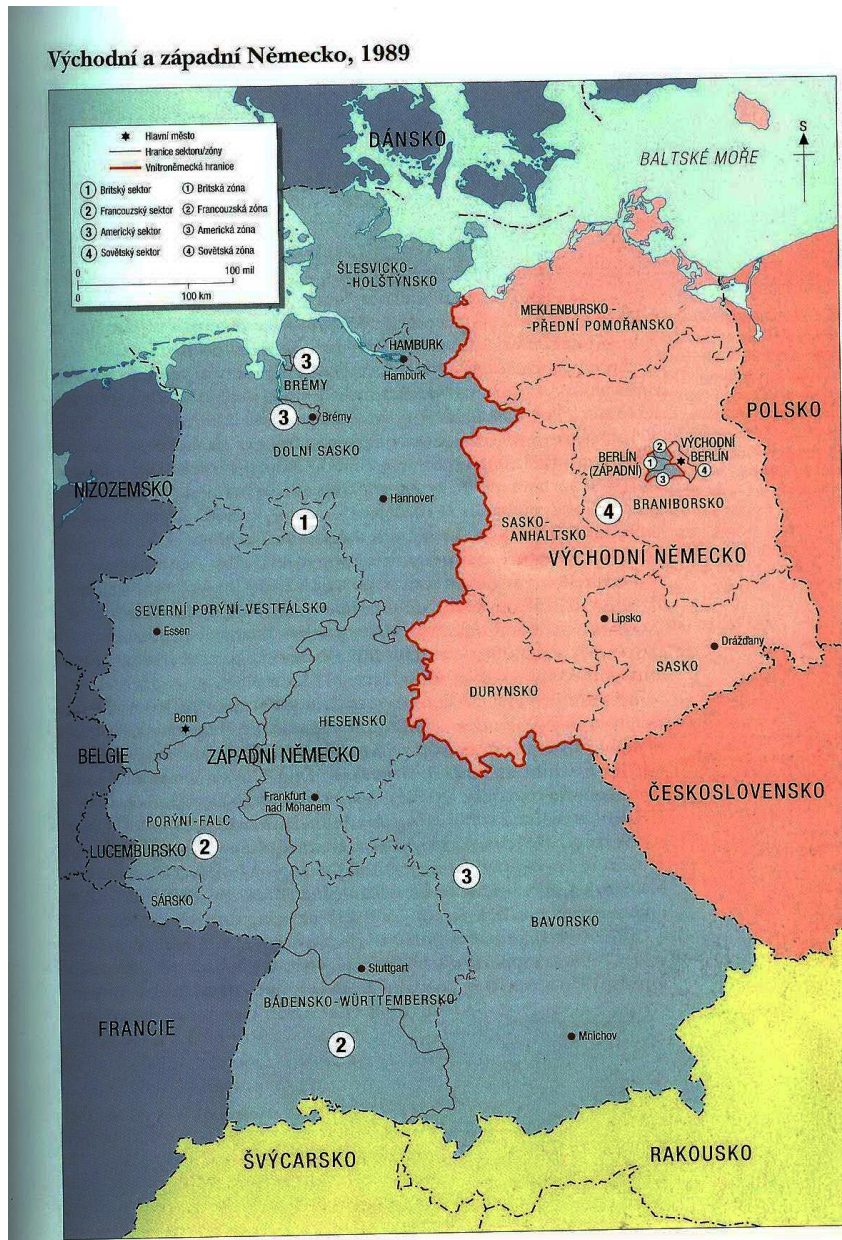 Východní a západní Německo, 1989
Hlavní město
Hranice sektoru/zóny
Vnitroněmecká hranice
1 Britský sektor
1 Britská zóna
2 Francouzský sektor
2 Francouzská zóna
3 Americký sektor
3 Americká zóna
4 Sovětský sektor
4 Sovětská zóna
0 100 mil
0 100 km
DÁNSKO
BALTSKÉ MOŘE
S
ŠLESVICKO-
-HOLŠTÝNSKO
MEKLENBURSKO-
-PŘEDNÍ POMOŘANSKO
HAMBURK
Hamburk
3
BRÉMY
3
Brémy
DOLNÍ SASKO
POLSKO
2
VÝCHODNÍ
BERLÍN
BERLÍN
(ZÁPADNÍ)
1
3
4
NIZOZEMSKO
Hannover
BRANIBORSKO
4
1
SASKO-
ANHALTSKO
VÝCHODNÍ NĚMECKO
SEVERNÍ PORÝNÍ-VESTFÁLSKO
Essen
Lipsko
Drážďany
SASKO
DURYNSKO
Bonn
HESENSKO
BELGIE
ZÁPADNÍ NĚMECKO
ČESKOSLOVENSKO
Frankfurt
nad Mohanem
PORÝNÍ-FALC
LUCEMBURSKO
2
3
SÁRSKO
BAVORSKO
Stuttgart
BÁDENSKO-WÜRTTEMBERSKO
FRANCIE
2
Mnichov
ŠVÝCARSKO
RAKOUSKO